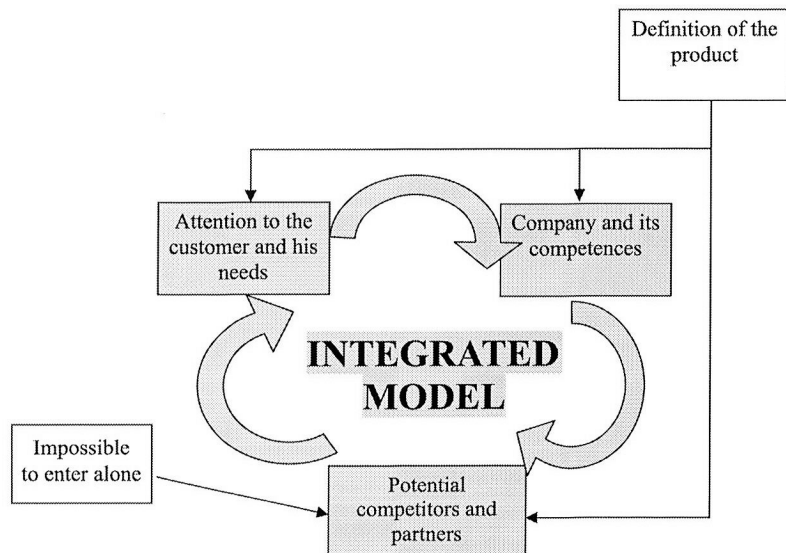 Definition of the
product
Attention to the
customer and his
needs
Company and its
competences
INTEGRATED
MODEL
Impossible
to enter alone
Potential
competitors and
partners